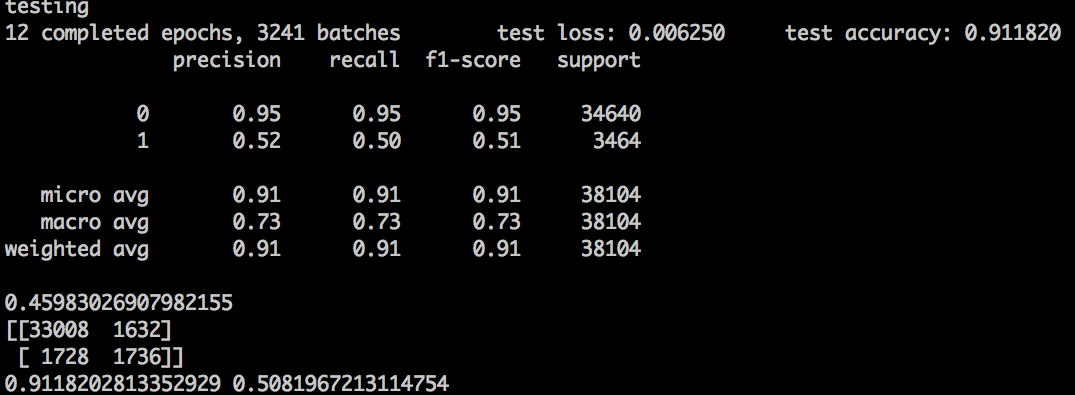 testing
12 completed epochs, 3241 batches test loss: 0.006250 test accuracy: 0.911820
precision recall f1-score support
0 0.95 0.95 0.95 34640
1 0.52 0.50 0.51 3464
micro avg 0.91 0.91 0.91 38104
macro avg 0.73 0.73 0.73 38104
weighted avg 0.91 0.91 0.91 38104
0.45983026907982155
[[33008 1632]
[ 1728 1736]]
0.9118202813352929 0.5081967213114754